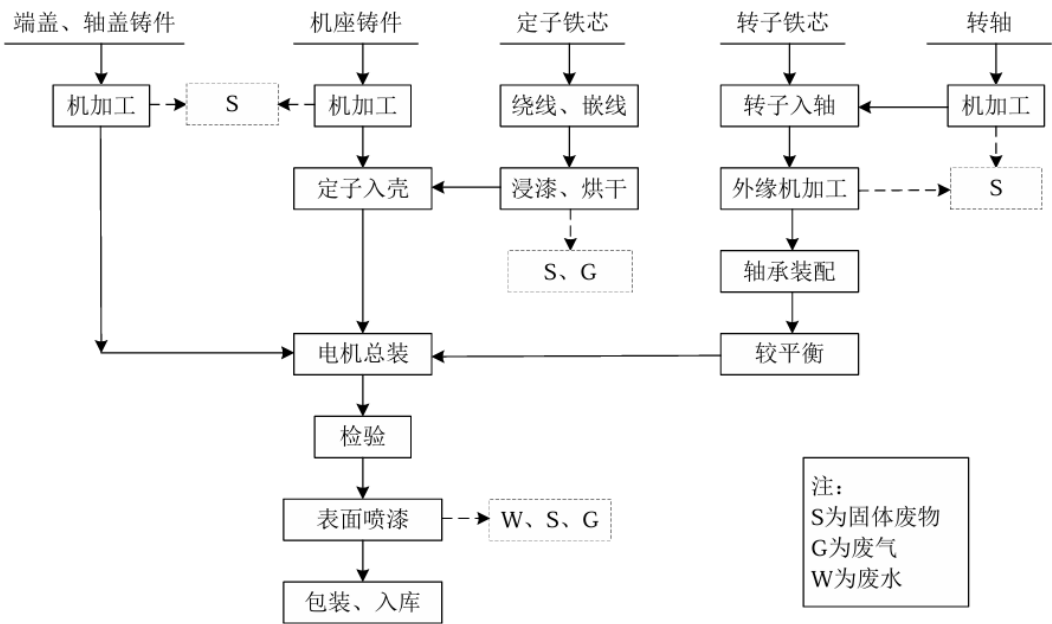 端盖、轴盖铸件
机座铸件
定子铁芯
转子铁芯
转轴
机加工
S
机加工
绕线、嵌线
转子入轴
机加工
定子入壳
浸漆、烘干
外缘机加工
S
S、G
轴承装配
电机总装
较平衡
检验
表面喷漆
W、S、G
包装、入库
注：
S为固体废物
G为废气
W为废水